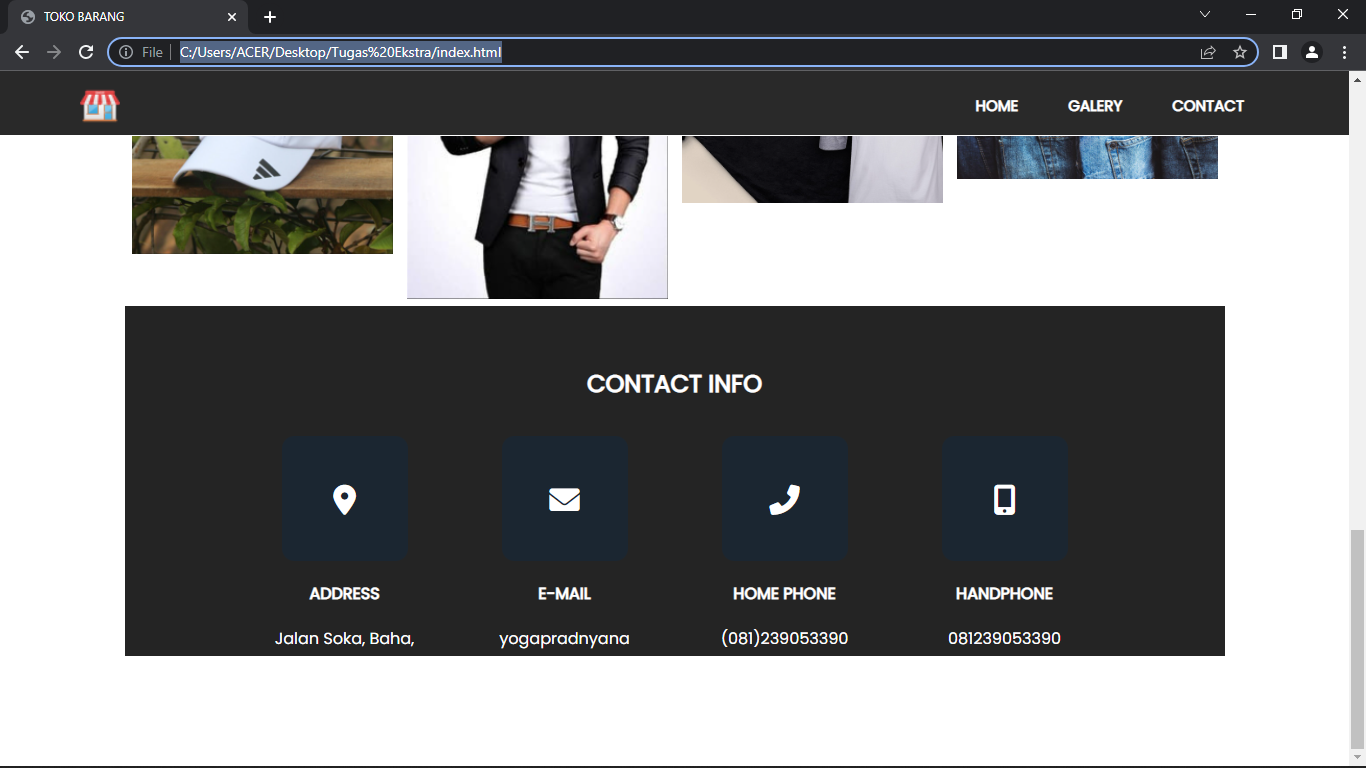 TOKO BARANG
File
C:/Users/ACER/Desktop/Tugas%20Ekstra/index.html
HOME GALERY CONTACT
CONTACT INFO
ADDRESS E-MAIL HOME PHONE HANDPHONE
Jalan Soka, Baha, yogapradnyana (081)239053390 081239053390